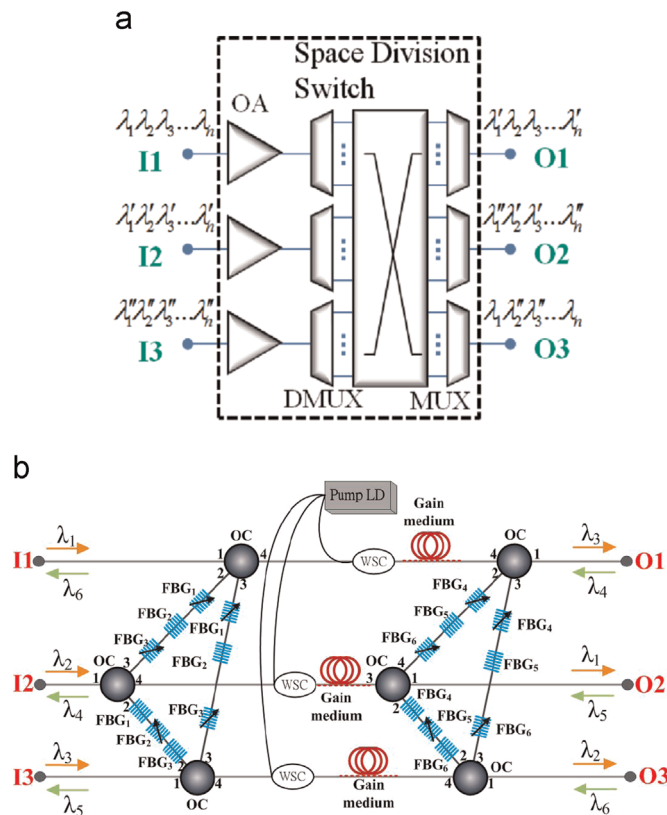 a
Space Division
Switch
OA
λ₁λ₂λ₃...λₙ
λ′₁λ₂λ₃...λ′ₙ
I1
O1
λ′₁λ′₂λ′₃...λ′ₙ
λ″₁λ′₂λ′₃...λ″ₙ
I2
O2
λ″₁λ″₂λ″₃...λ″ₙ
λ₁λ″₂λ″₃...λₙ
I3
O3
DMUX
MUX
b
Pump LD
Gain
medium
OC
OC
I1
λ₁
λ₆
1
4
2
3
WSC
4
1
2
3
λ₃
λ₄
O1
FBG₁
FBG₂
FBG₃
FBG₁
FBG₂
FBG₃
FBG₄
FBG₅
FBG₆
FBG₄
FBG₅
FBG₆
I2
λ₂
λ₄
OC
3
1
4
2
WSC
Gain
medium
OC
4
3
1
2
λ₁
λ₅
O2
FBG₁
FBG₂
FBG₃
FBG₄
FBG₅
FBG₆
I3
λ₃
λ₅
2
3
1
4
OC
WSC
Gain
medium
2
3
4
1
OC
λ₂
λ₆
O3